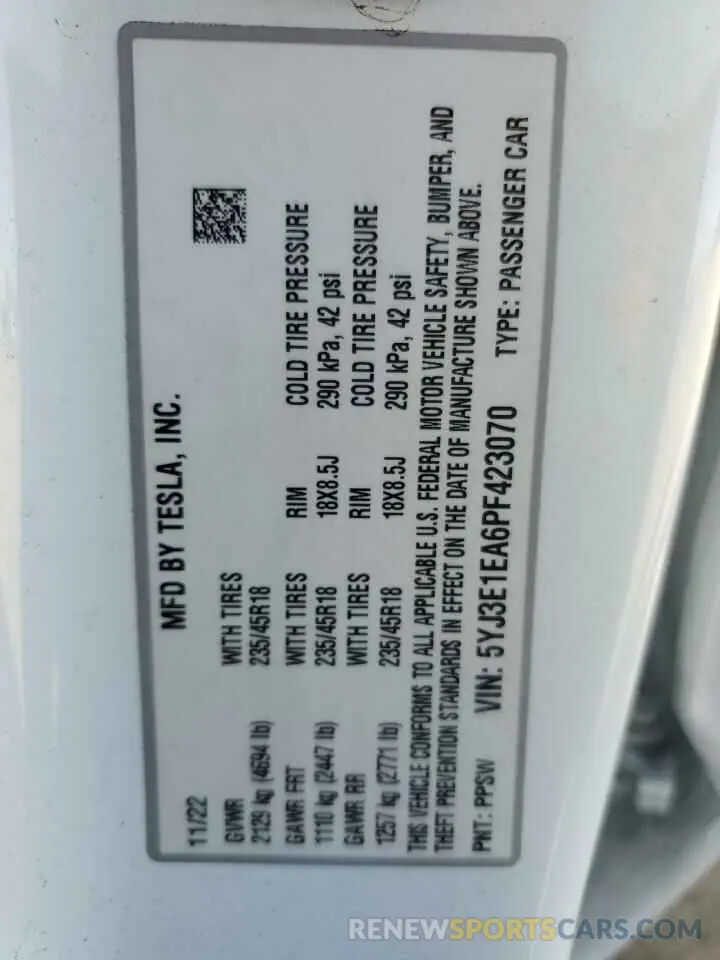 MFD BY TESLA, INC.
11/22
GVWR WITH TIRES
2129 kg (4694 lb) 235/45R18
GAWR FRT WITH TIRES RIM COLD TIRE PRESSURE
1110 kg (2447 lb) 235/45R18 18X8.5J 290 kPa, 42 psi
GAWR RR WITH TIRES RIM COLD TIRE PRESSURE
1257 kg (2771 lb) 235/45R18 18X8.5J 290 kPa, 42 psi
THIS VEHICLE CONFORMS TO ALL APPLICABLE U.S. FEDERAL MOTOR VEHICLE SAFETY, BUMPER, AND
THEFT PREVENTION STANDARDS IN EFFECT ON THE DATE OF MANUFACTURE SHOWN ABOVE.
PNT: PPSW VIN: 5YJ3E1EA6PF423070 TYPE: PASSENGER CAR
RENEWSPORTSCARS.COM